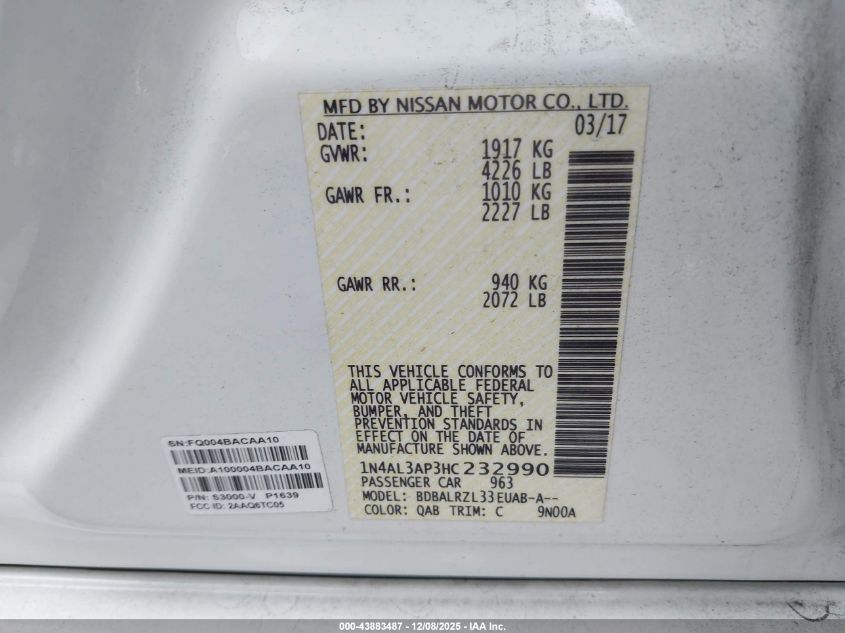 MFD BY NISSAN MOTOR CO., LTD.
DATE: 03/17
GVWR: 1917 KG
4226 LB
GAWR FR.: 1010 KG
2227 LB
GAWR RR.: 940 KG
2072 LB
THIS VEHICLE CONFORMS TO
ALL APPLICABLE FEDERAL
MOTOR VEHICLE SAFETY,
BUMPER, AND THEFT
PREVENTION STANDARDS IN
EFFECT ON THE DATE OF
MANUFACTURE SHOWN ABOVE.
1N4AL3AP3HC232990
PASSENGER CAR 963
MODEL: BDBALRZL33EUAB-A--
COLOR: QAB TRIM: C 9N00A
SN:FQ004BACAA10
MEID:A100004BACAA10
P/N: S3000-V P1639
FCC ID: 2AAQ6TC05
000-43883487 - 12/08/2025 - IAA Inc.